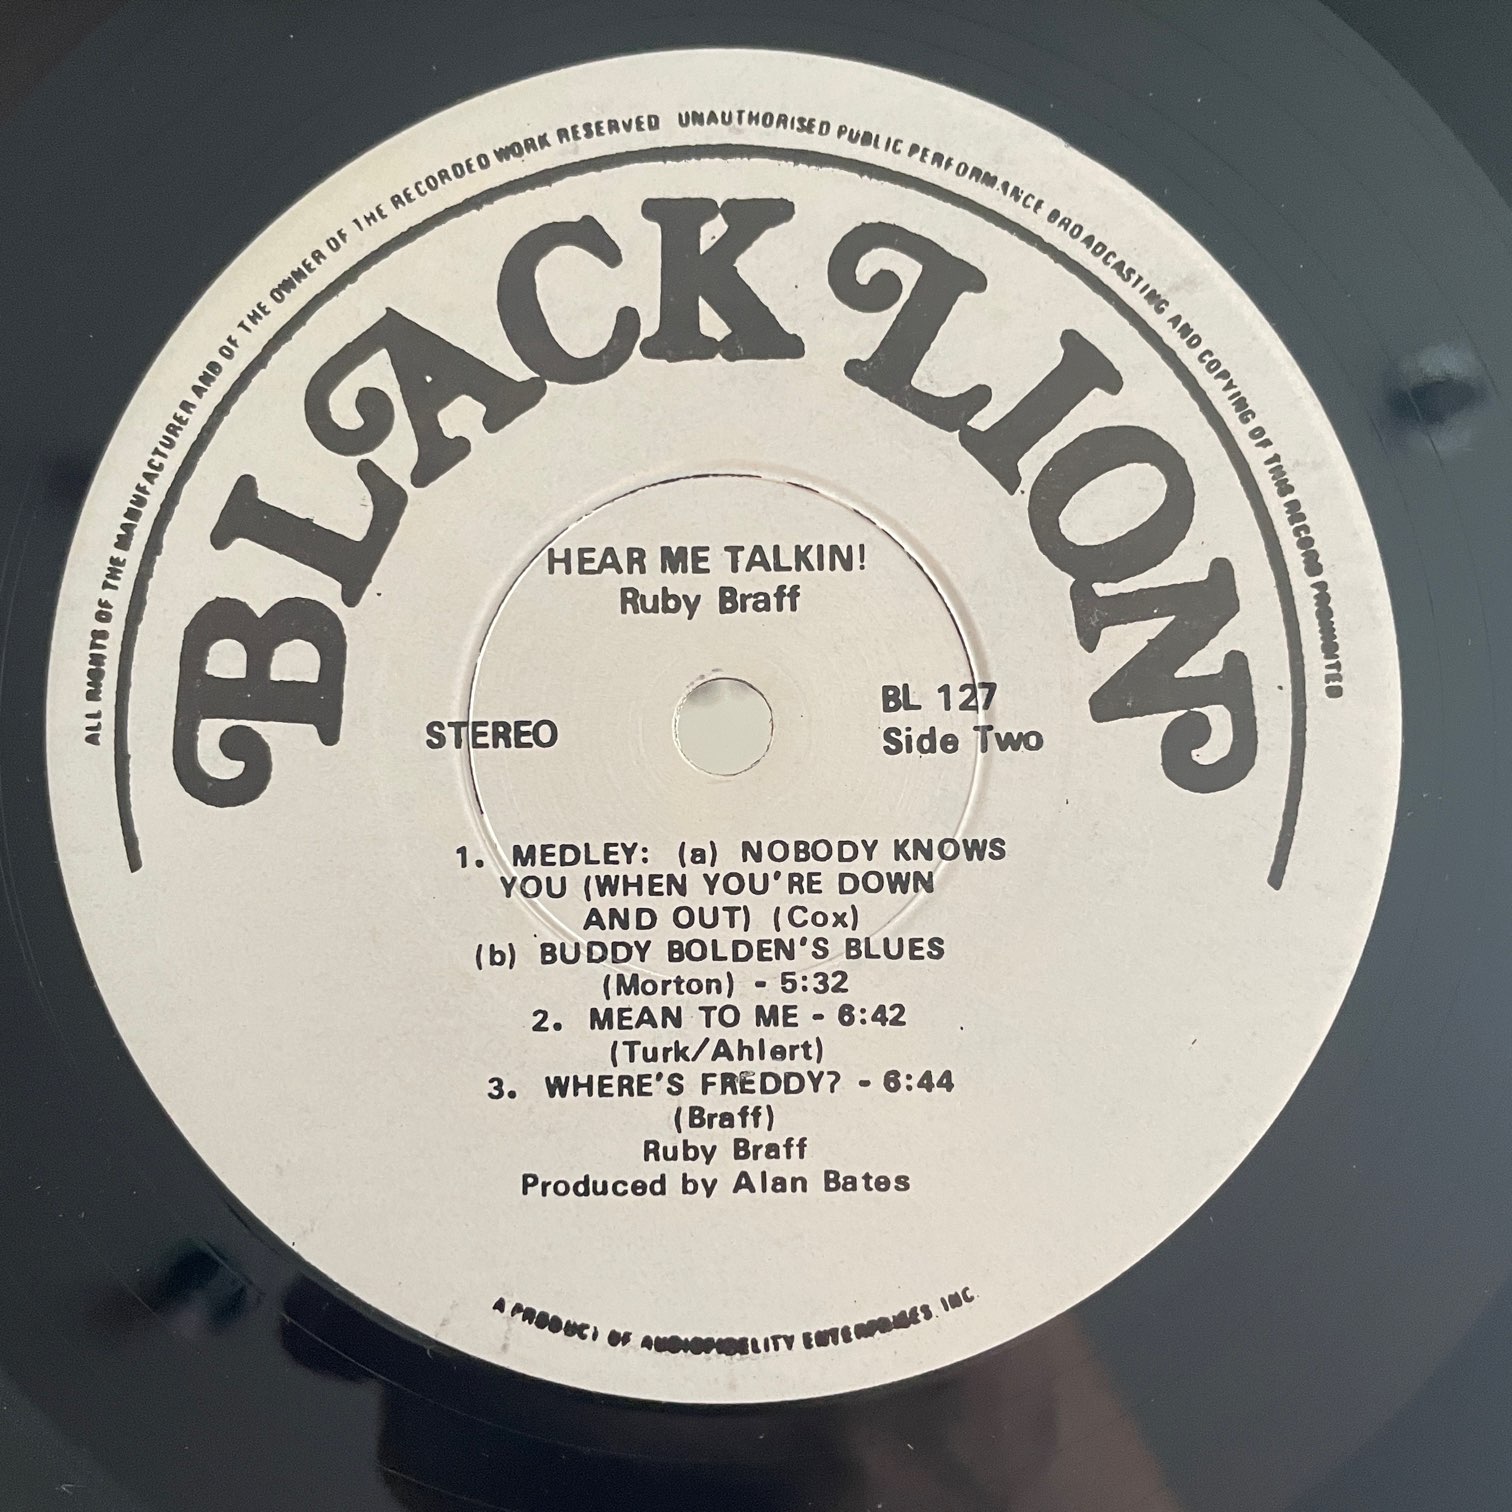 ALL RIGHTS OF THE MANUFACTURER AND OF THE OWNER OF THE RECORDED WORK RESERVED UNAUTHORISED PUBLIC PERFORMANCE BROADCASTING AND COPYING OF THIS RECORD PROHIBITED
BLACK LION
HEAR ME TALKIN!
Ruby Braff
STEREO
BL 127
Side Two
1. MEDLEY: (a) NOBODY KNOWS
YOU (WHEN YOU'RE DOWN
AND OUT) (Cox)
(b) BUDDY BOLDEN'S BLUES
(Morton) - 5:32
2. MEAN TO ME - 6:42
(Turk/Ahlert)
3. WHERE'S FREDDY? - 6:44
(Braff)
Ruby Braff
Produced by Alan Bates
A PRODUCT OF AUDIOFIDELITY ENTERPRISES. INC.